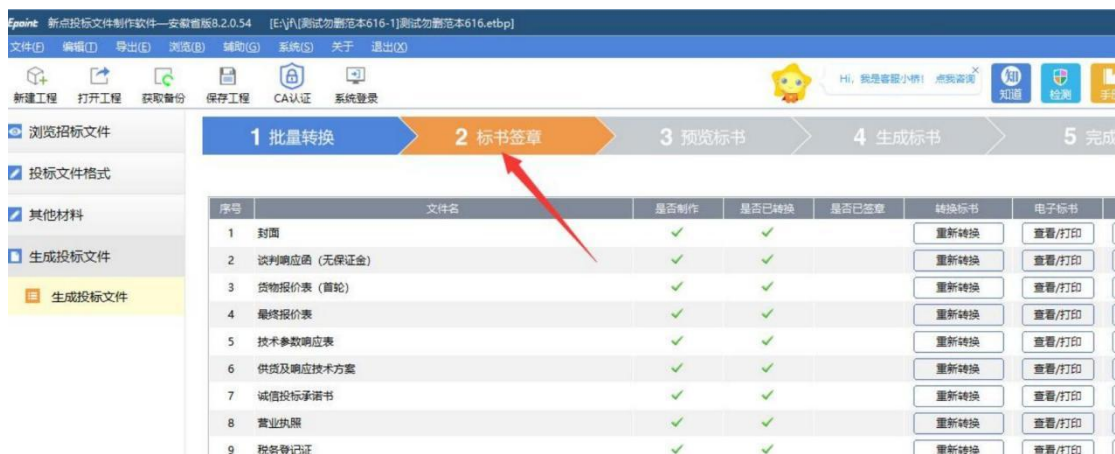 Epoint 新点投标文件制作软件—安徽省版8.2.0.54 [E:\jf\[测试勿删范本616-1]测试勿删范本616.etbp]
文件(F) 编辑(T) 导出(E) 浏览(B) 辅助(G) 系统(S) 关于 退出(X)
新建工程 打开工程 获取备份 保存工程 CA认证 系统登录 Hi, 我是客服小桥! 点我咨询 知 知道 检测 手
浏览招标文件
1 批量转换 2 标书签章 3 预览标书 4 生成标书 5 完成
投标文件格式
其他材料
生成投标文件
生成投标文件
序号 文件名 是否制作 是否已转换 是否已签章 转换标书 电子标书
1 封面 重新转换 查看/打印
2 谈判响应函 (无保证金) 重新转换 查看/打印
3 货物报价表 (首轮) 重新转换 查看/打印
4 最终报价表 重新转换 查看/打印
5 技术参数响应表 重新转换 查看/打印
6 供货及响应技术方案 重新转换 查看/打印
7 诚信投标承诺书 重新转换 查看/打印
8 营业执照 重新转换 查看/打印
9 税务登记证 重新转换 查看/打印